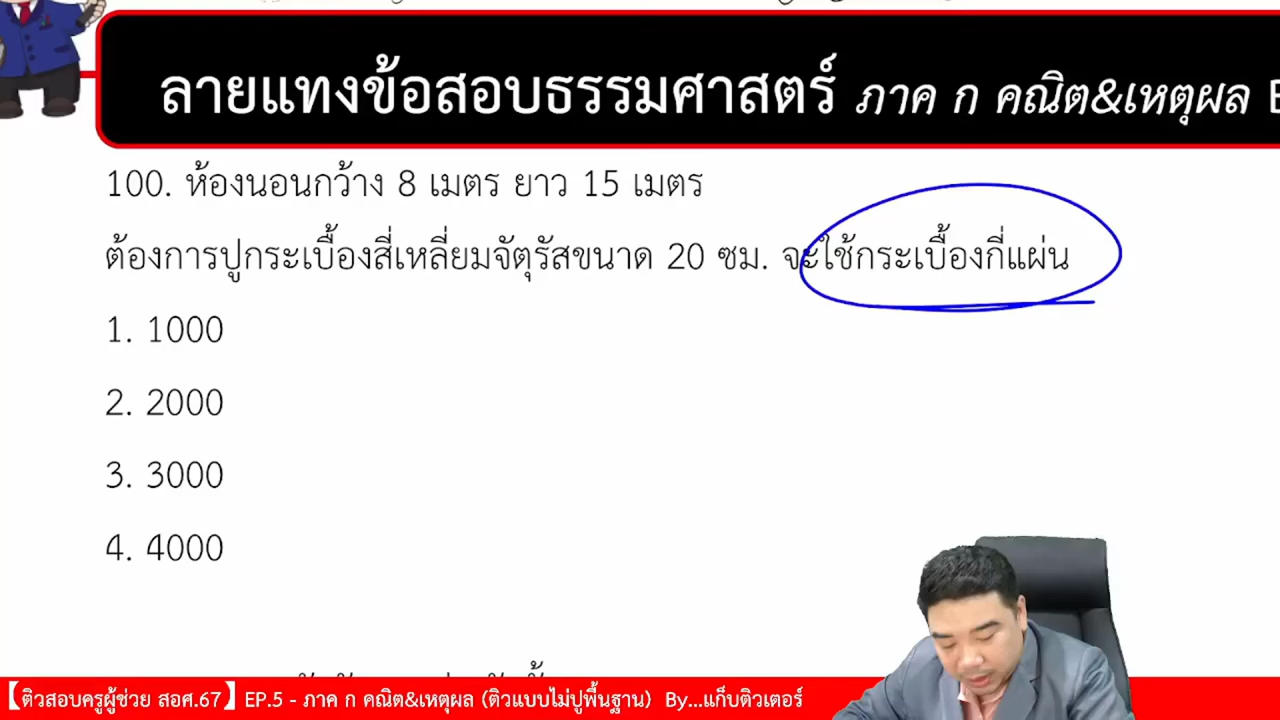 ลายแทงข้อสอบธรรมศาสตร์ ภาค ก คณิต&เหตุผล E
100. ห้องนอนกว้าง 8 เมตร ยาว 15 เมตร
ต้องการปูกระเบื้องสี่เหลี่ยมจัตุรัสขนาด 20 ซม. จะใช้กระเบื้องกี่แผ่น
1. 1000
2. 2000
3. 3000
4. 4000
【ติวสอบครูผู้ช่วย สอศ.67】 EP.5 - ภาค ก คณิต&เหตุผล (ติวแบบไม่ปูพื้นฐาน) By...แก็บติวเตอร์